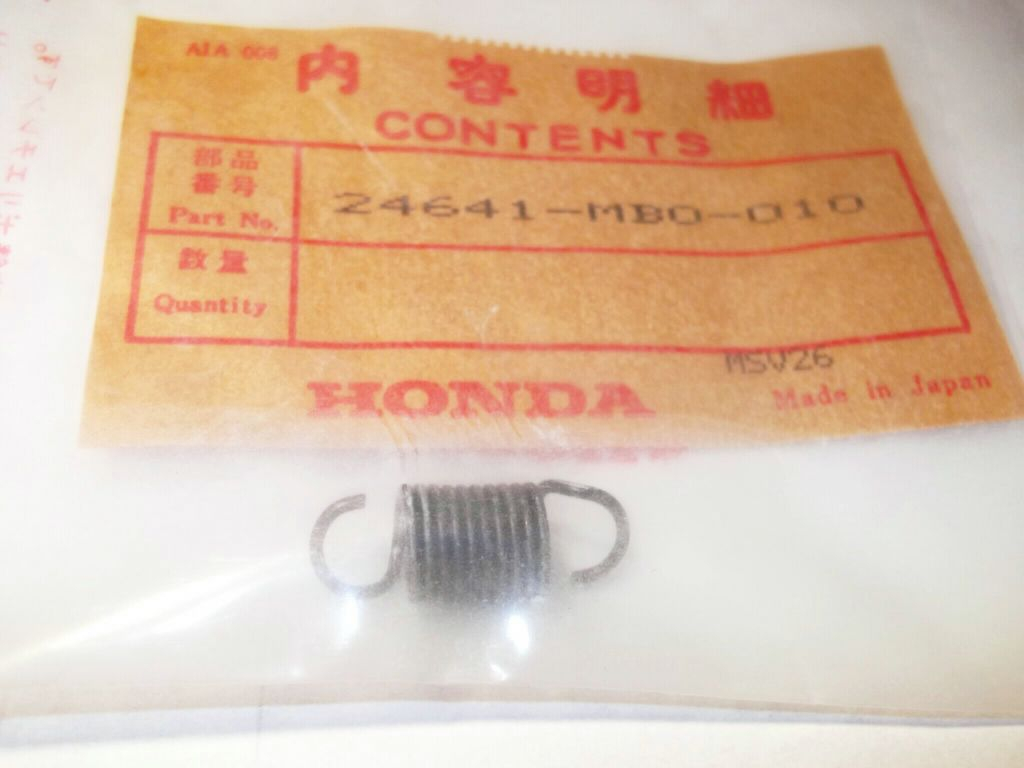 AIA 008
内容明細
CONTENTS
部品
番号
Part No.
24641-MB0-010
数量
Quantity
MSV26
HONDA
Made in Japan